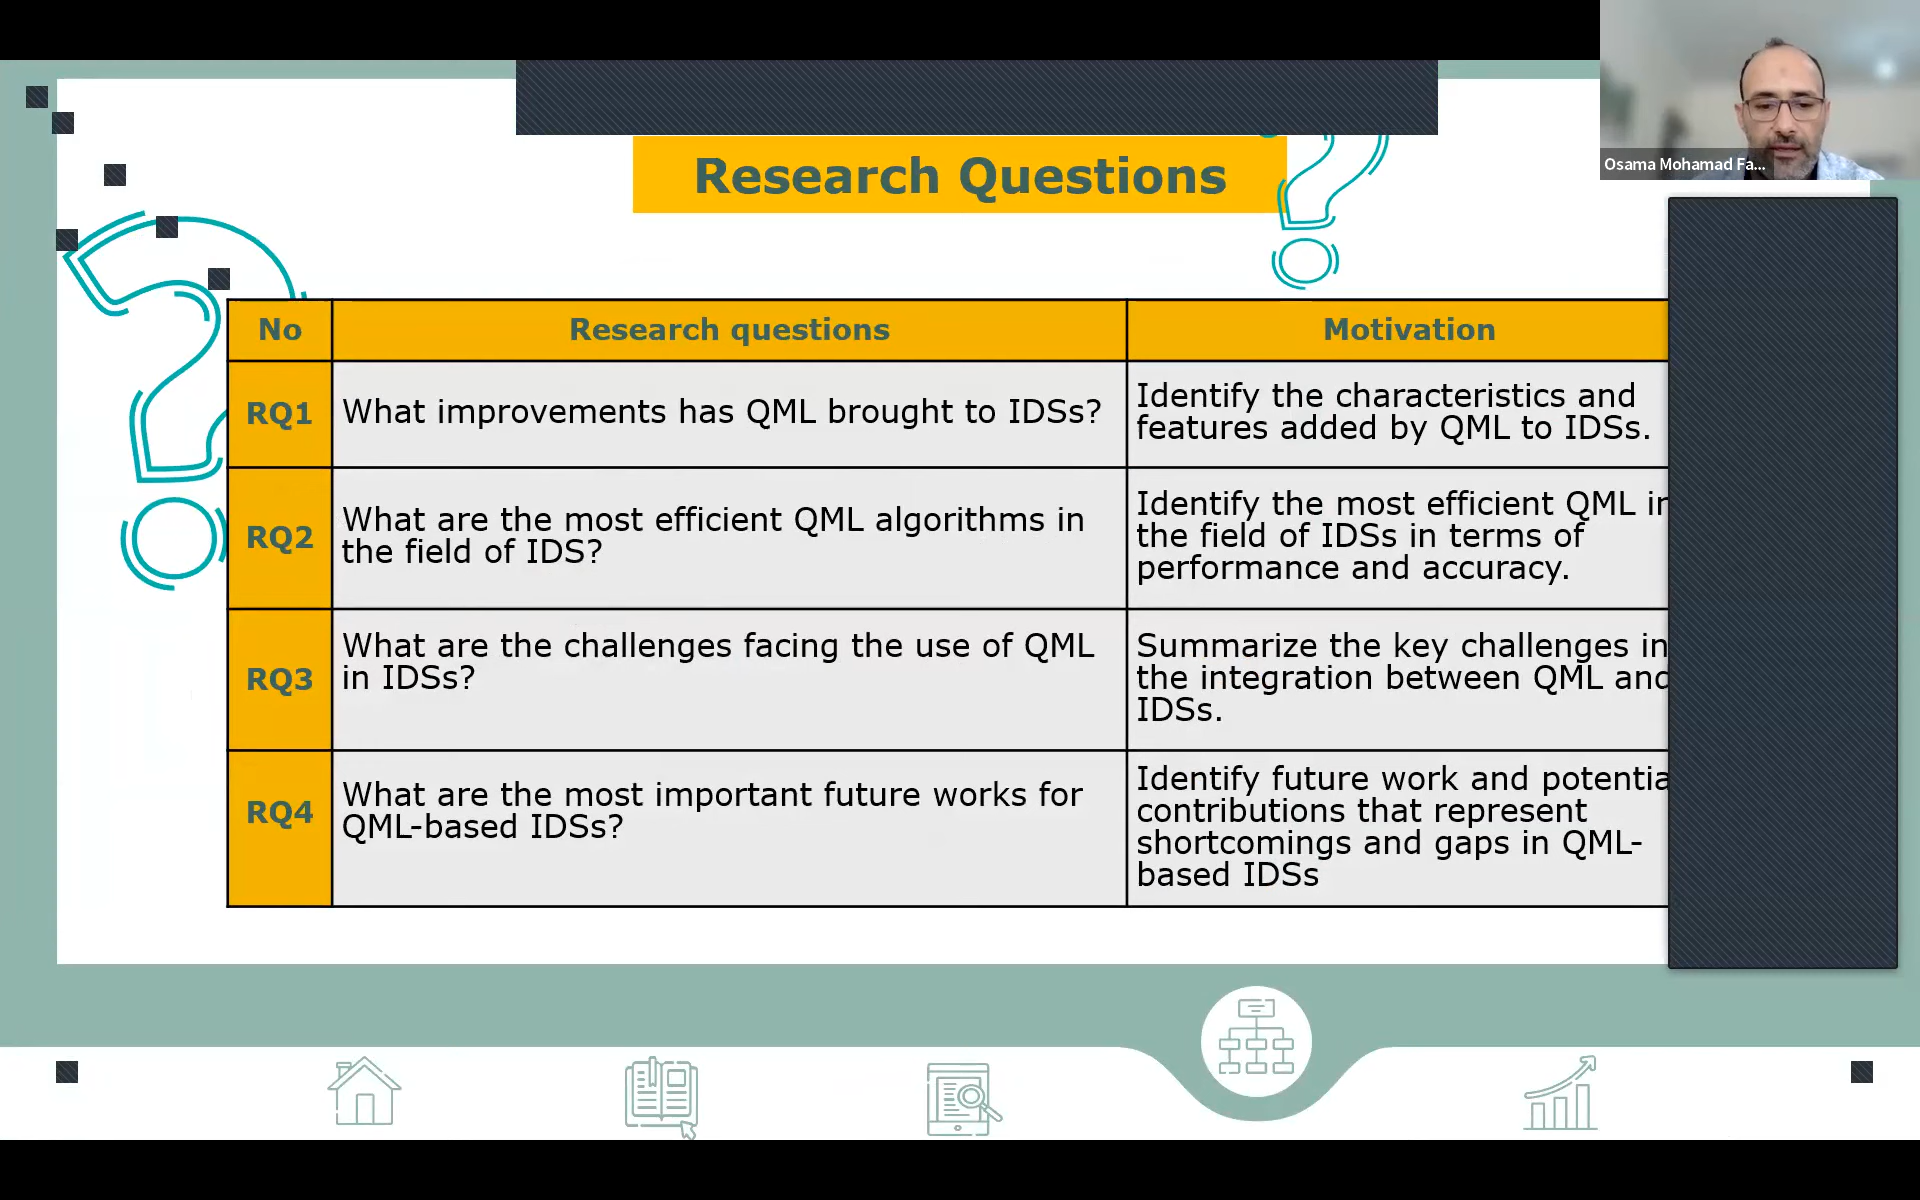 Osama Mohamad Fa...
Research Questions
No
Research questions
Motivation
RQ1
What improvements has QML brought to IDSs?
Identify the characteristics and
features added by QML to IDSs.
RQ2
What are the most efficient QML algorithms in
the field of IDS?
Identify the most efficient QML in
the field of IDSs in terms of
performance and accuracy.
RQ3
What are the challenges facing the use of QML
in IDSs?
Summarize the key challenges in
the integration between QML and
IDSs.
RQ4
What are the most important future works for
QML-based IDSs?
Identify future work and potentia
contributions that represent
shortcomings and gaps in QML-
based IDSs